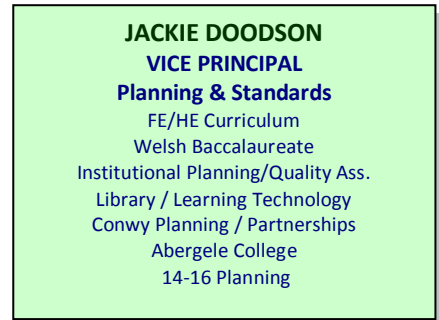 JACKIE DOODSON
VICE PRINCIPAL
Planning & Standards
FE/HE Curriculum
Welsh Baccalaureate
Institutional Planning/Quality Ass.
Library / Learning Technology
Conwy Planning / Partnerships
Abergele College
14-16 Planning